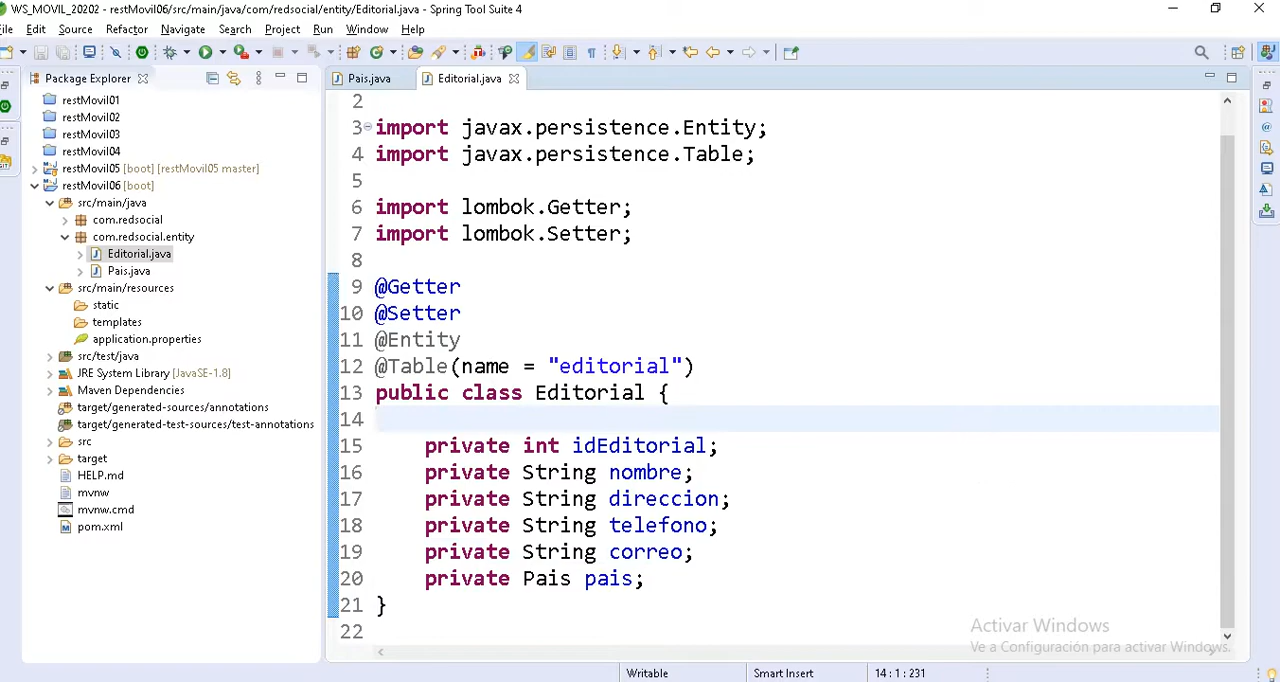 WS_MOVIL_20202 - restMovil06/src/main/java/com/redsocial/entity/Editorial.java - Spring Tool Suite 4
File Edit Source Refactor Navigate Search Project Run Window Help
Package Explorer
restMovil01
restMovil02
restMovil03
restMovil04
restMovil05 [boot] [restMovil05 master]
restMovil06 [boot]
src/main/java
com.redsocial
com.redsocial.entity
Editorial.java
Pais.java
src/main/resources
static
templates
application.properties
src/test/java
JRE System Library [JavaSE-1.8]
Maven Dependencies
target/generated-sources/annotations
target/generated-test-sources/test-annotations
src
target
HELP.md
mvnw
mvnw.cmd
pom.xml
Pais.java Editorial.java
2
3 import javax.persistence.Entity;
4 import javax.persistence.Table;
5
6 import lombok.Getter;
7 import lombok.Setter;
8
9 @Getter
10 @Setter
11 @Entity
12 @Table(name = "editorial")
13 public class Editorial {
14
15 private int idEditorial;
16 private String nombre;
17 private String direccion;
18 private String telefono;
19 private String correo;
20 private Pais pais;
21 }
22
Activar Windows
Ve a Configuración para activar Windows.
Writable Smart Insert 14 : 1 : 231